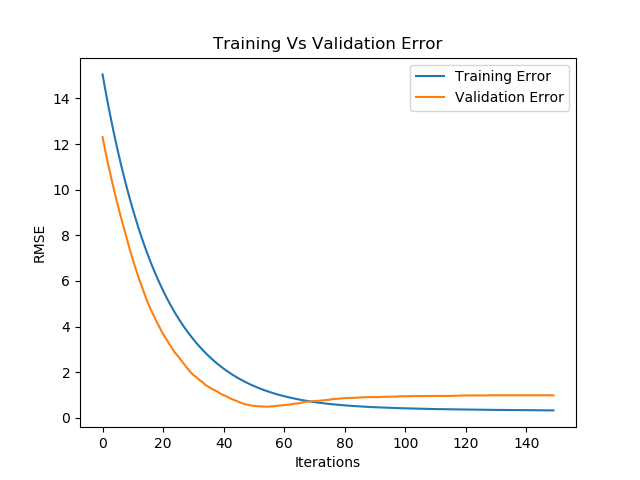 Training Vs Validation Error
Training Error
Validation Error
14
12
10
8
6
4
2
0
RMSE
0 20 40 60 80 100 120 140
Iterations